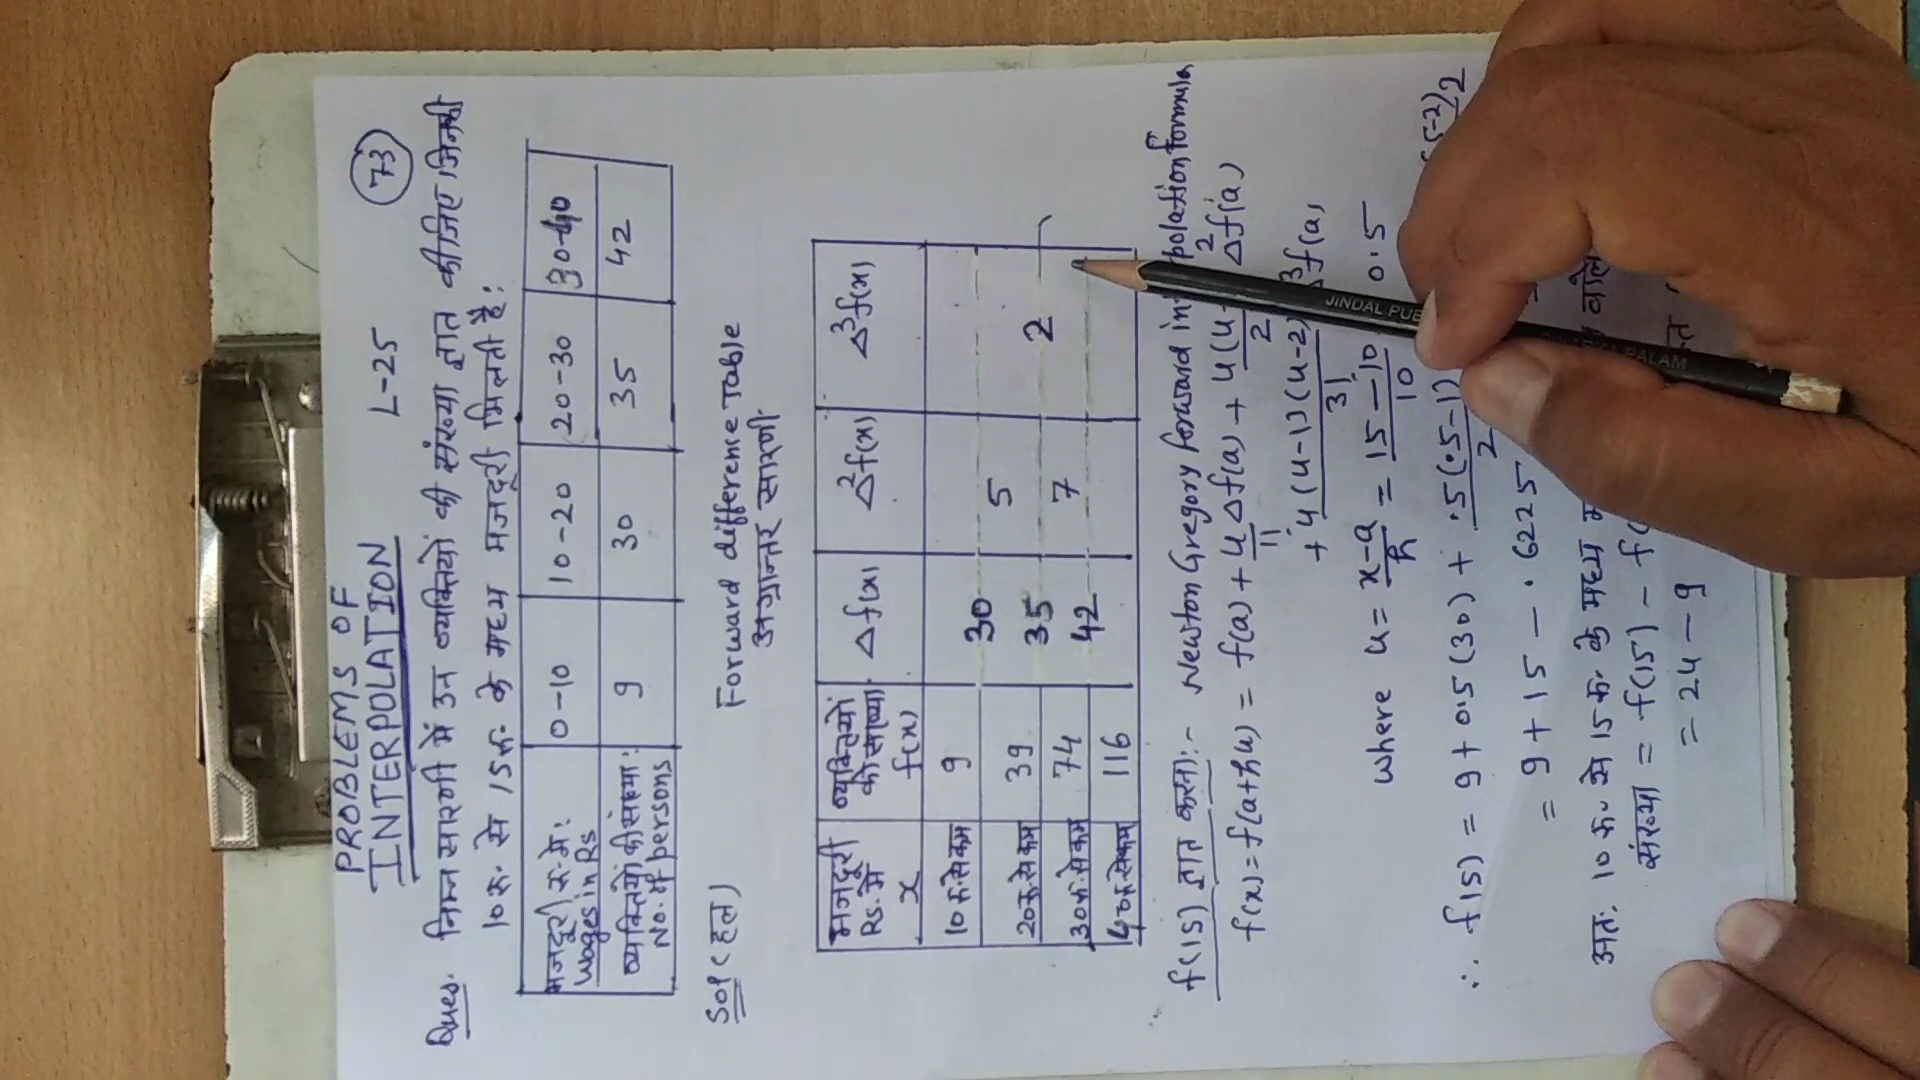 PROBLEMS OF
INTERPOLATION
L-25
73
Ques. निम्न सारणी में उन व्यक्तियों की संख्या ज्ञात कीजिए जिनकी
10 रु. से 15 रु. के मध्य मजदूरी मिलती है:
मजदूरी रु. में: 0-10 10-20 20-30 30-40
Wages in Rs
व्यक्तियों की संख्या: 9 30 35 42
No. of persons
Sol (हल) Forward difference Table
अग्रान्तर सारणी.
मजदूरी Rs. में x व्यक्तियों की संख्या f(x) Δf(x) Δ²f(x) Δ³f(x)
10 रु. से कम 9
30
20 रु. से कम 39 5
35 2
30 रु. से कम 74 7
42
40 रु. से कम 116
f(15) ज्ञात करना:- Newton Gregory forward in polation formula
f(x) = f(a+hu) = f(a) + u/1! Δf(a) + u(u- 2 Δ²f(a)
+ u(u-1)(u-2)/3! Δ³f(a)
where u = x-a/h = 15-10/10 0.5
∴ f15) = 9 + 0.5(30) + .5(.5-1)/2
= 9 + 15 - .6225
अतः 10 रु. से 15 रु. के मध्य
संख्या = f(15) - f(
= 24 - 9
JINDAL PUB
PALAM